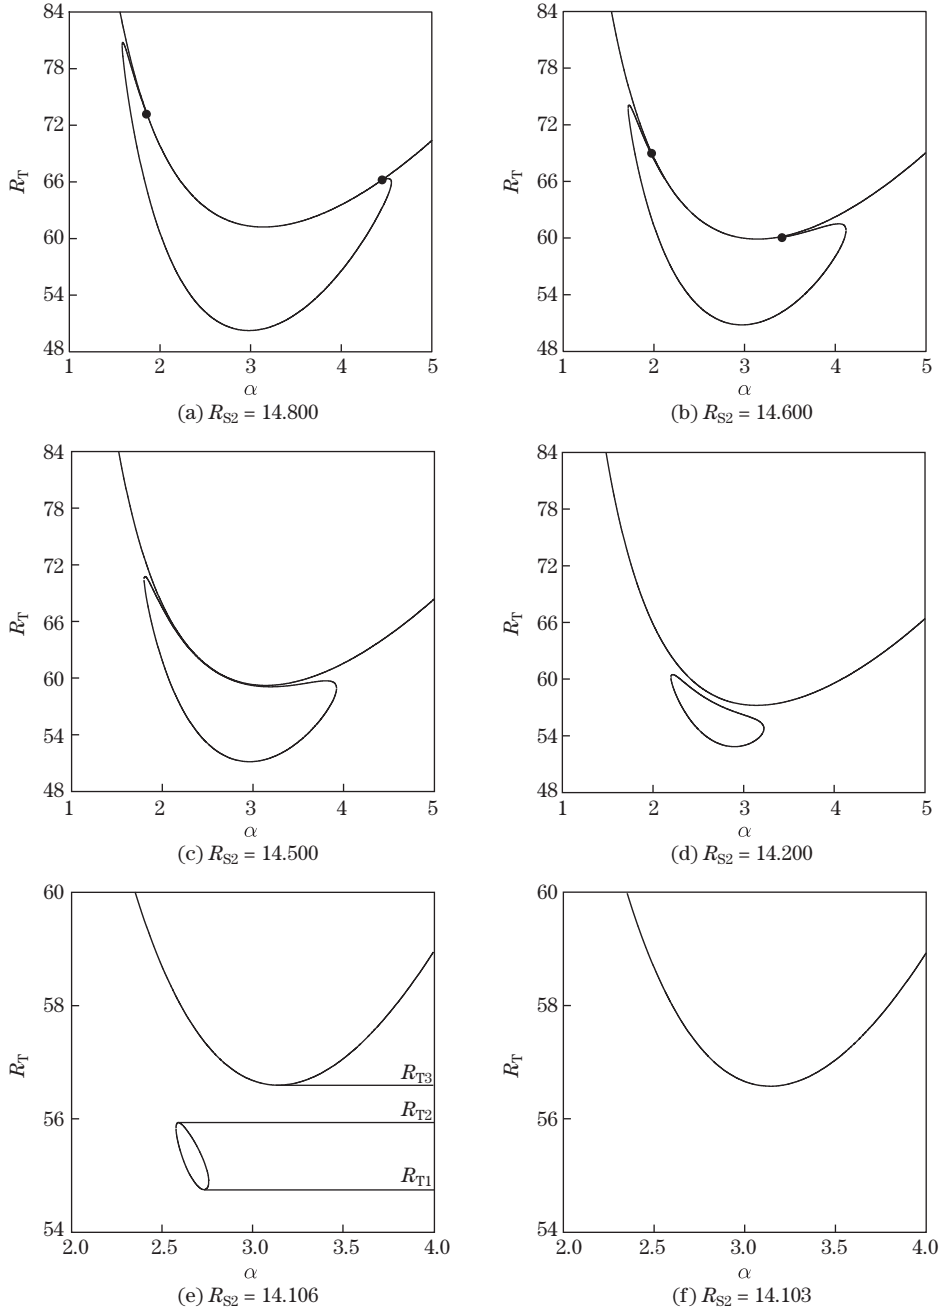 84
78
72
66
60
54
48
R_T
1 2 3 4 5
α
(a) R_S2 = 14.800
84
78
72
66
60
54
48
R_T
1 2 3 4 5
α
(b) R_S2 = 14.600
84
78
72
66
60
54
48
R_T
1 2 3 4 5
α
(c) R_S2 = 14.500
84
78
72
66
60
54
48
R_T
1 2 3 4 5
α
(d) R_S2 = 14.200
60
58
56
54
R_T
R_T3
R_T2
R_T1
2.0 2.5 3.0 3.5 4.0
α
(e) R_S2 = 14.106
60
58
56
54
R_T
2.0 2.5 3.0 3.5 4.0
α
(f) R_S2 = 14.103